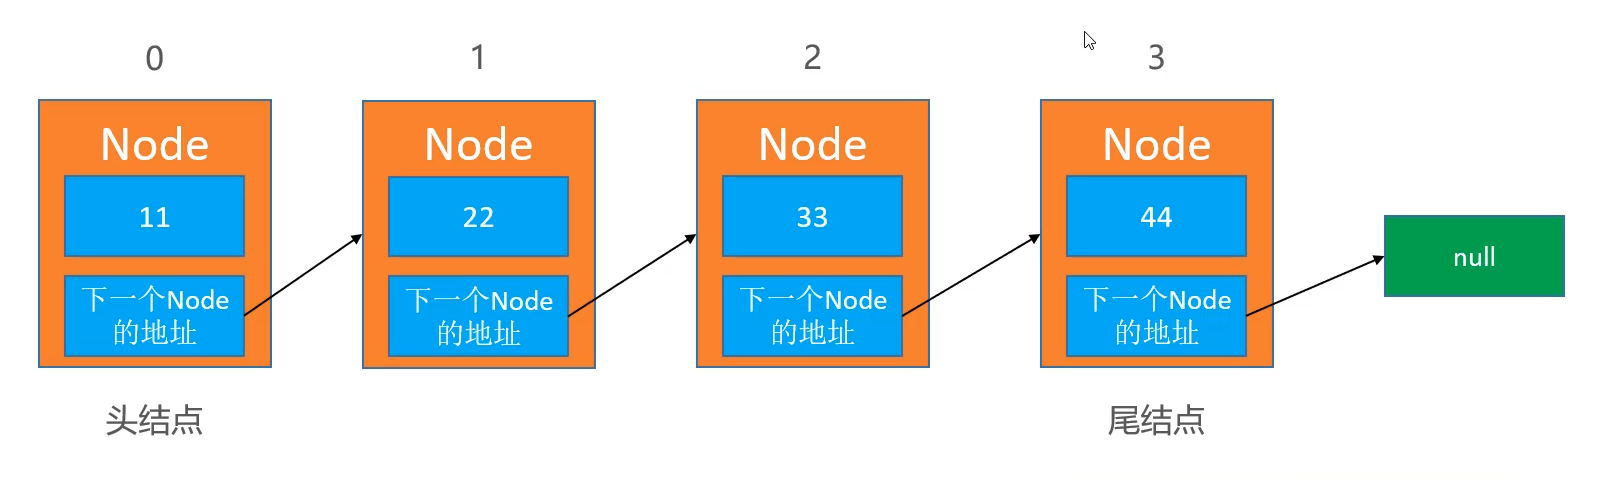 0
1
2
3
Node
Node
Node
Node
11
22
33
44
下一个Node
的地址
下一个Node
的地址
下一个Node
的地址
下一个Node
的地址
null
头结点
尾结点